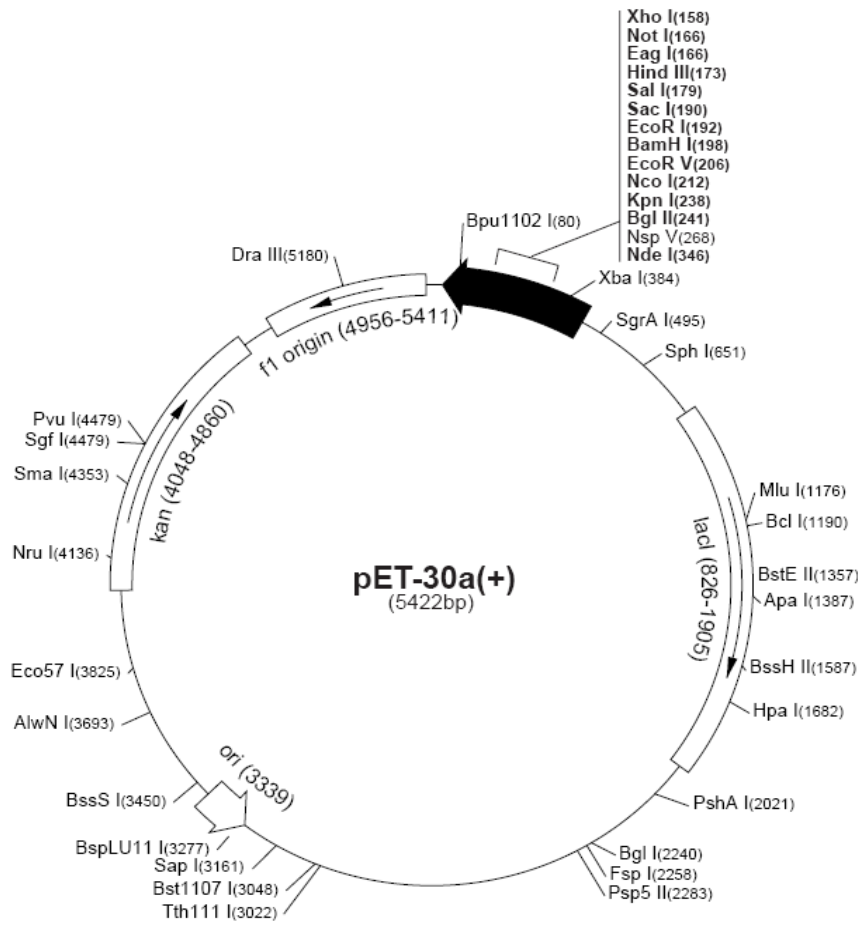 Xho I(158)
Not I(166)
Eag I(166)
Hind III(173)
Sal I(179)
Sac I(190)
EcoR I(192)
BamH I(198)
EcoR V(206)
Nco I(212)
Kpn I(238)
Bgl II(241)
Nsp V(268)
Nde I(346)
Bpu1102 I(80)
Dra III(5180)
Xba I(384)
SgrA I(495)
Sph I(651)
f1 origin (4956-5411)
Pvu I(4479)
Sgf I(4479)
Sma I(4353)
kan (4048-4860)
Nru I(4136)
Mlu I(1176)
Bcl I(1190)
lacI (826-1905)
BstE II(1357)
Apa I(1387)
pET-30a(+)
(5422bp)
BssH II(1587)
Hpa I(1682)
Eco57 I(3825)
AlwN I(3693)
ori (3339)
BssS I(3450)
PshA I(2021)
BspLU11 I(3277)
Sap I(3161)
Bst1107 I(3048)
Tth111 I(3022)
Bgl I(2240)
Fsp I(2258)
Psp5 II(2283)